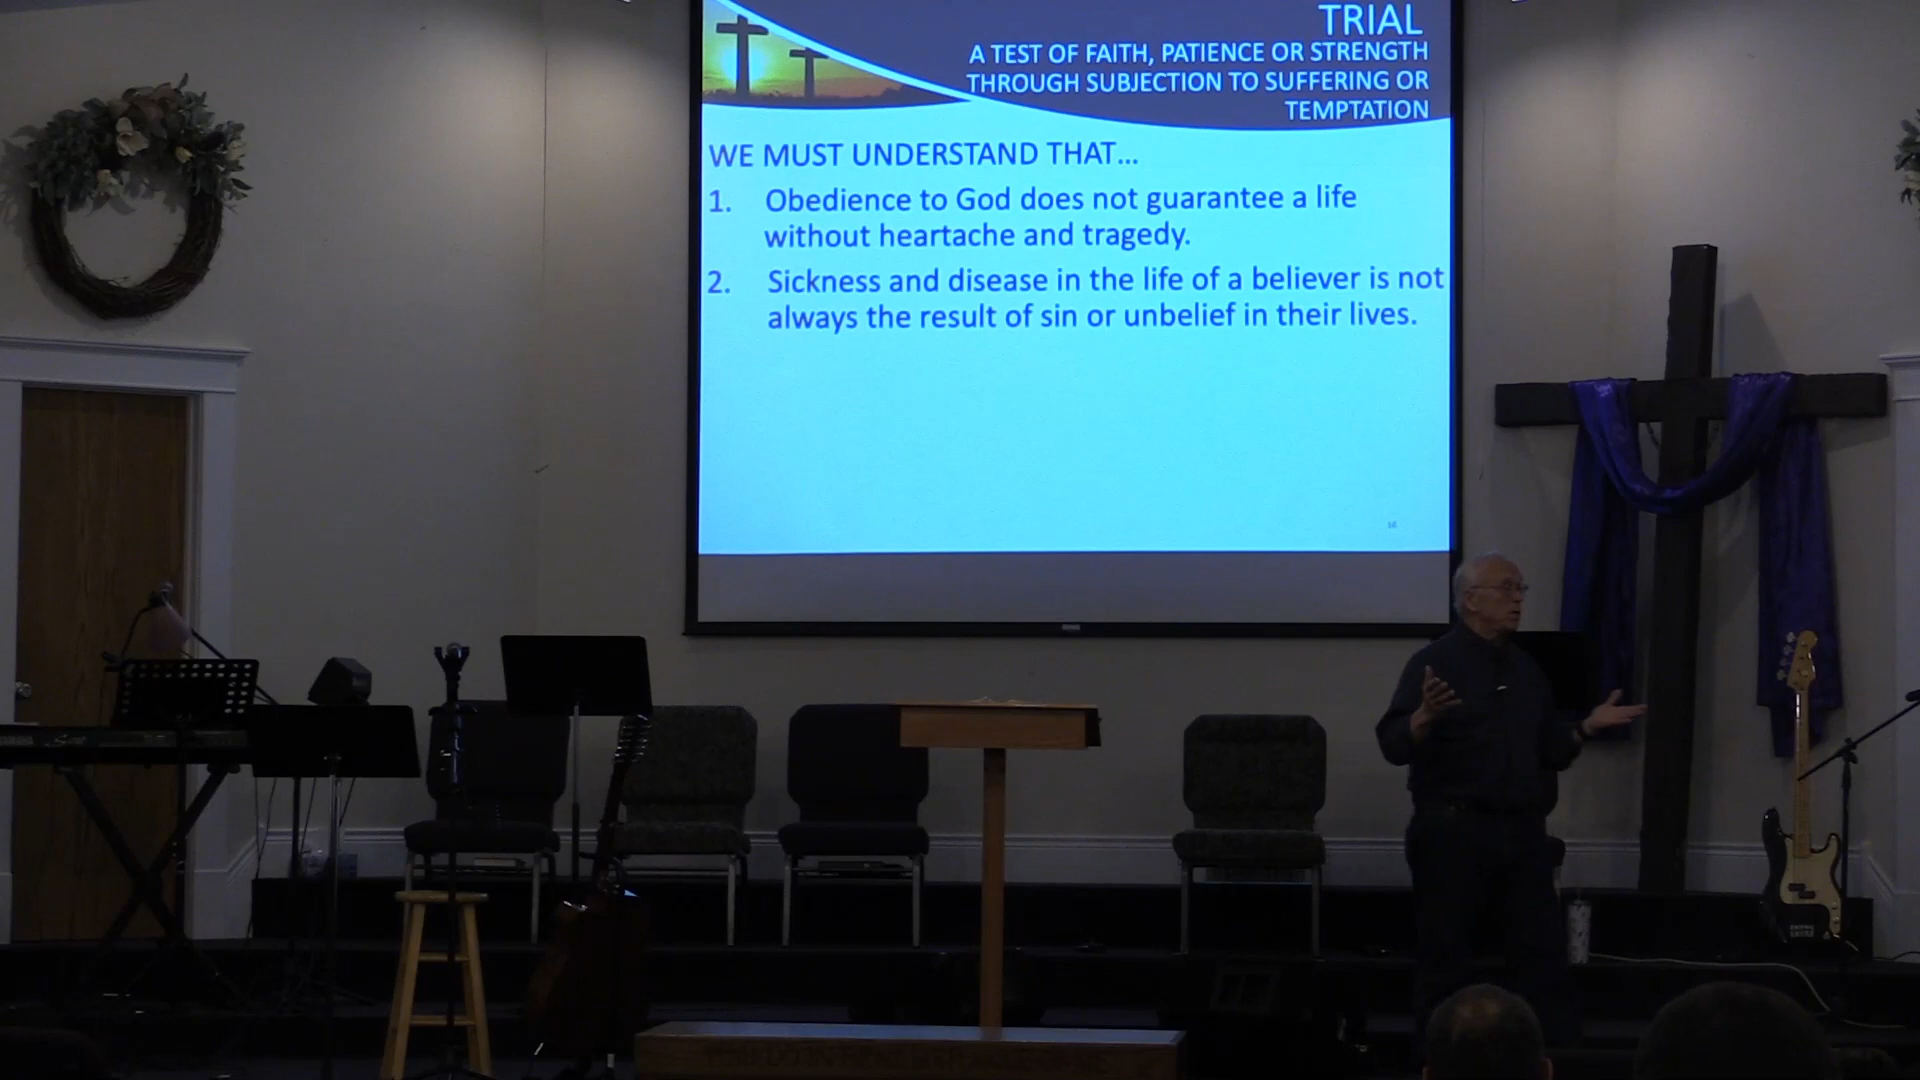 TRIAL
A TEST OF FAITH, PATIENCE OR STRENGTH
THROUGH SUBJECTION TO SUFFERING OR
TEMPTATION
WE MUST UNDERSTAND THAT...
1. Obedience to God does not guarantee a life
without heartache and tragedy.
2. Sickness and disease in the life of a believer is not
always the result of sin or unbelief in their lives.